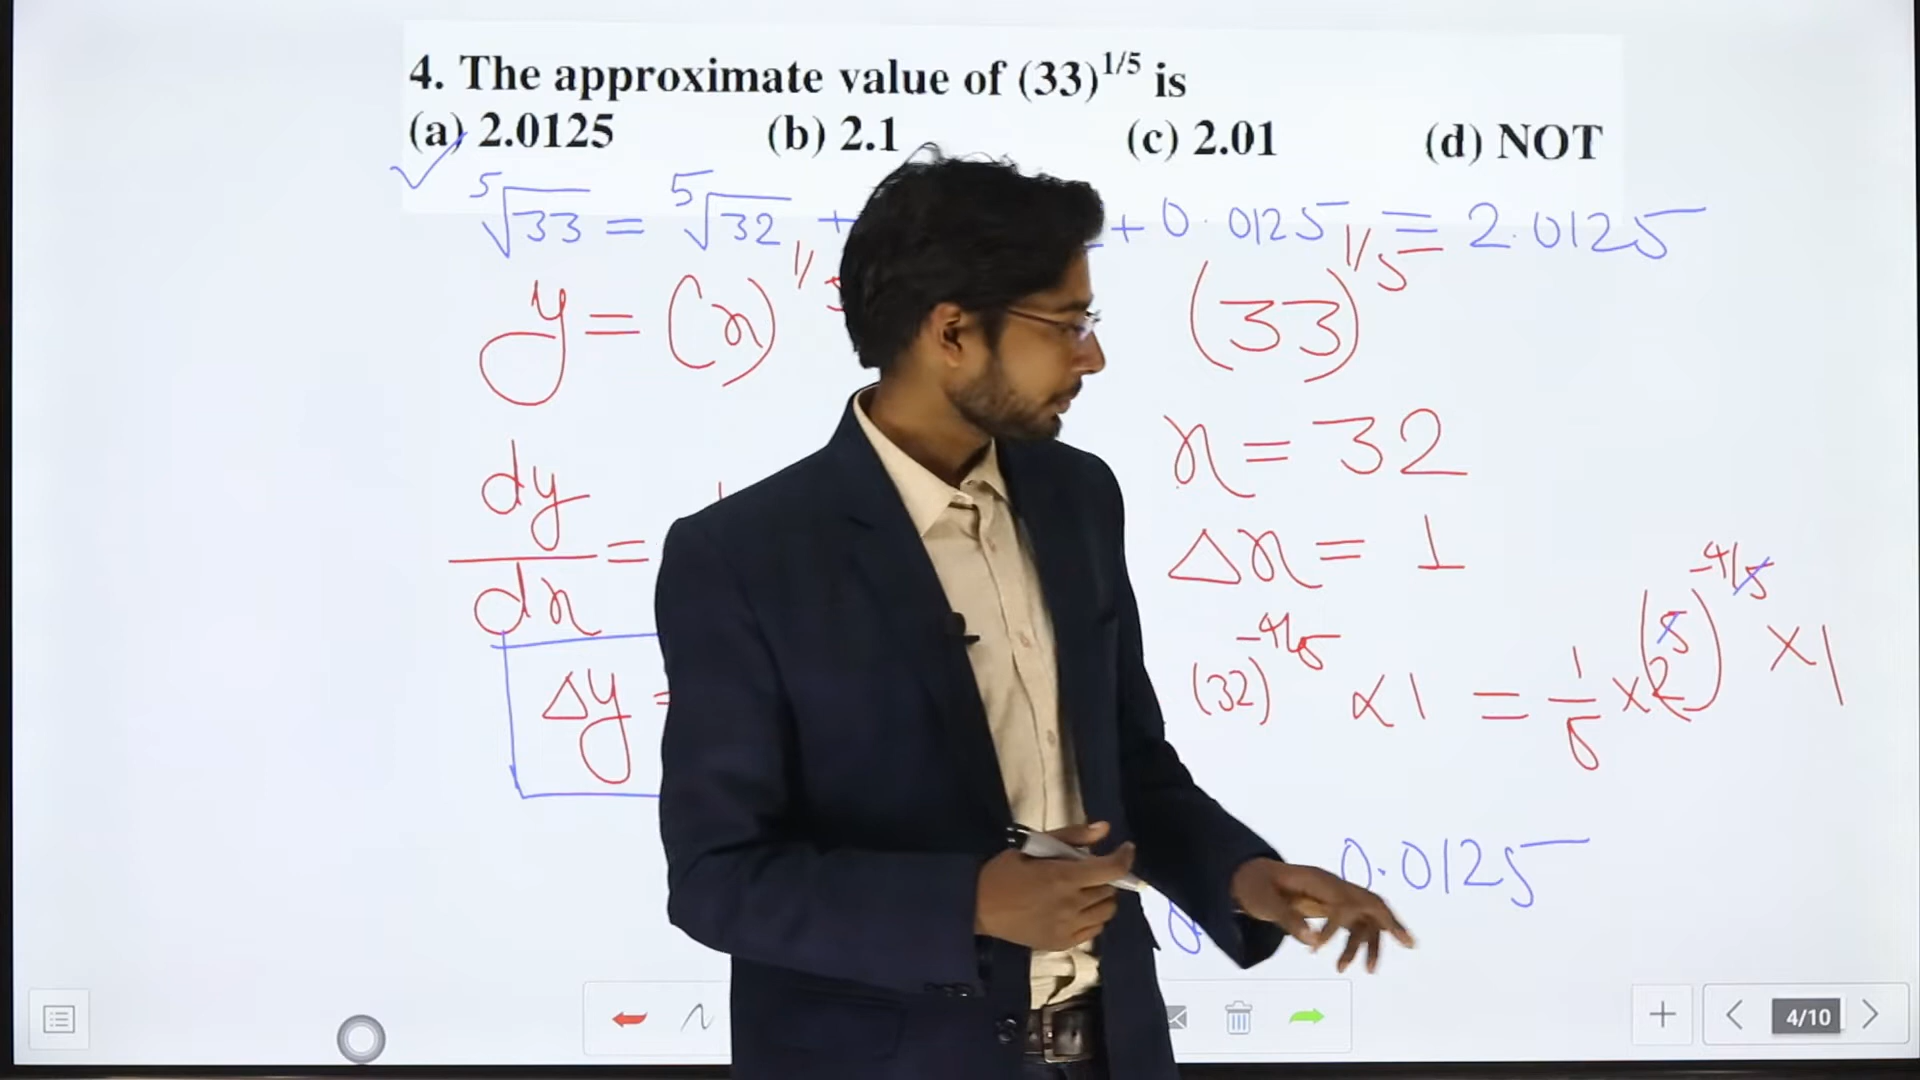 4. The approximate value of (33)^1/5 is
(a) 2.0125 (b) 2.1 (c) 2.01 (d) NOT
⁵√33 = ⁵√32 + + 0.0125 = 2.0125
y = (x)^1/5 (33)^1/5
x = 32
dy/dx =
Δx = 1
Δy = (32)^-4/5 ×1 = 1/5 × (2^5)^-4/5 ×1
0.0125
4/10